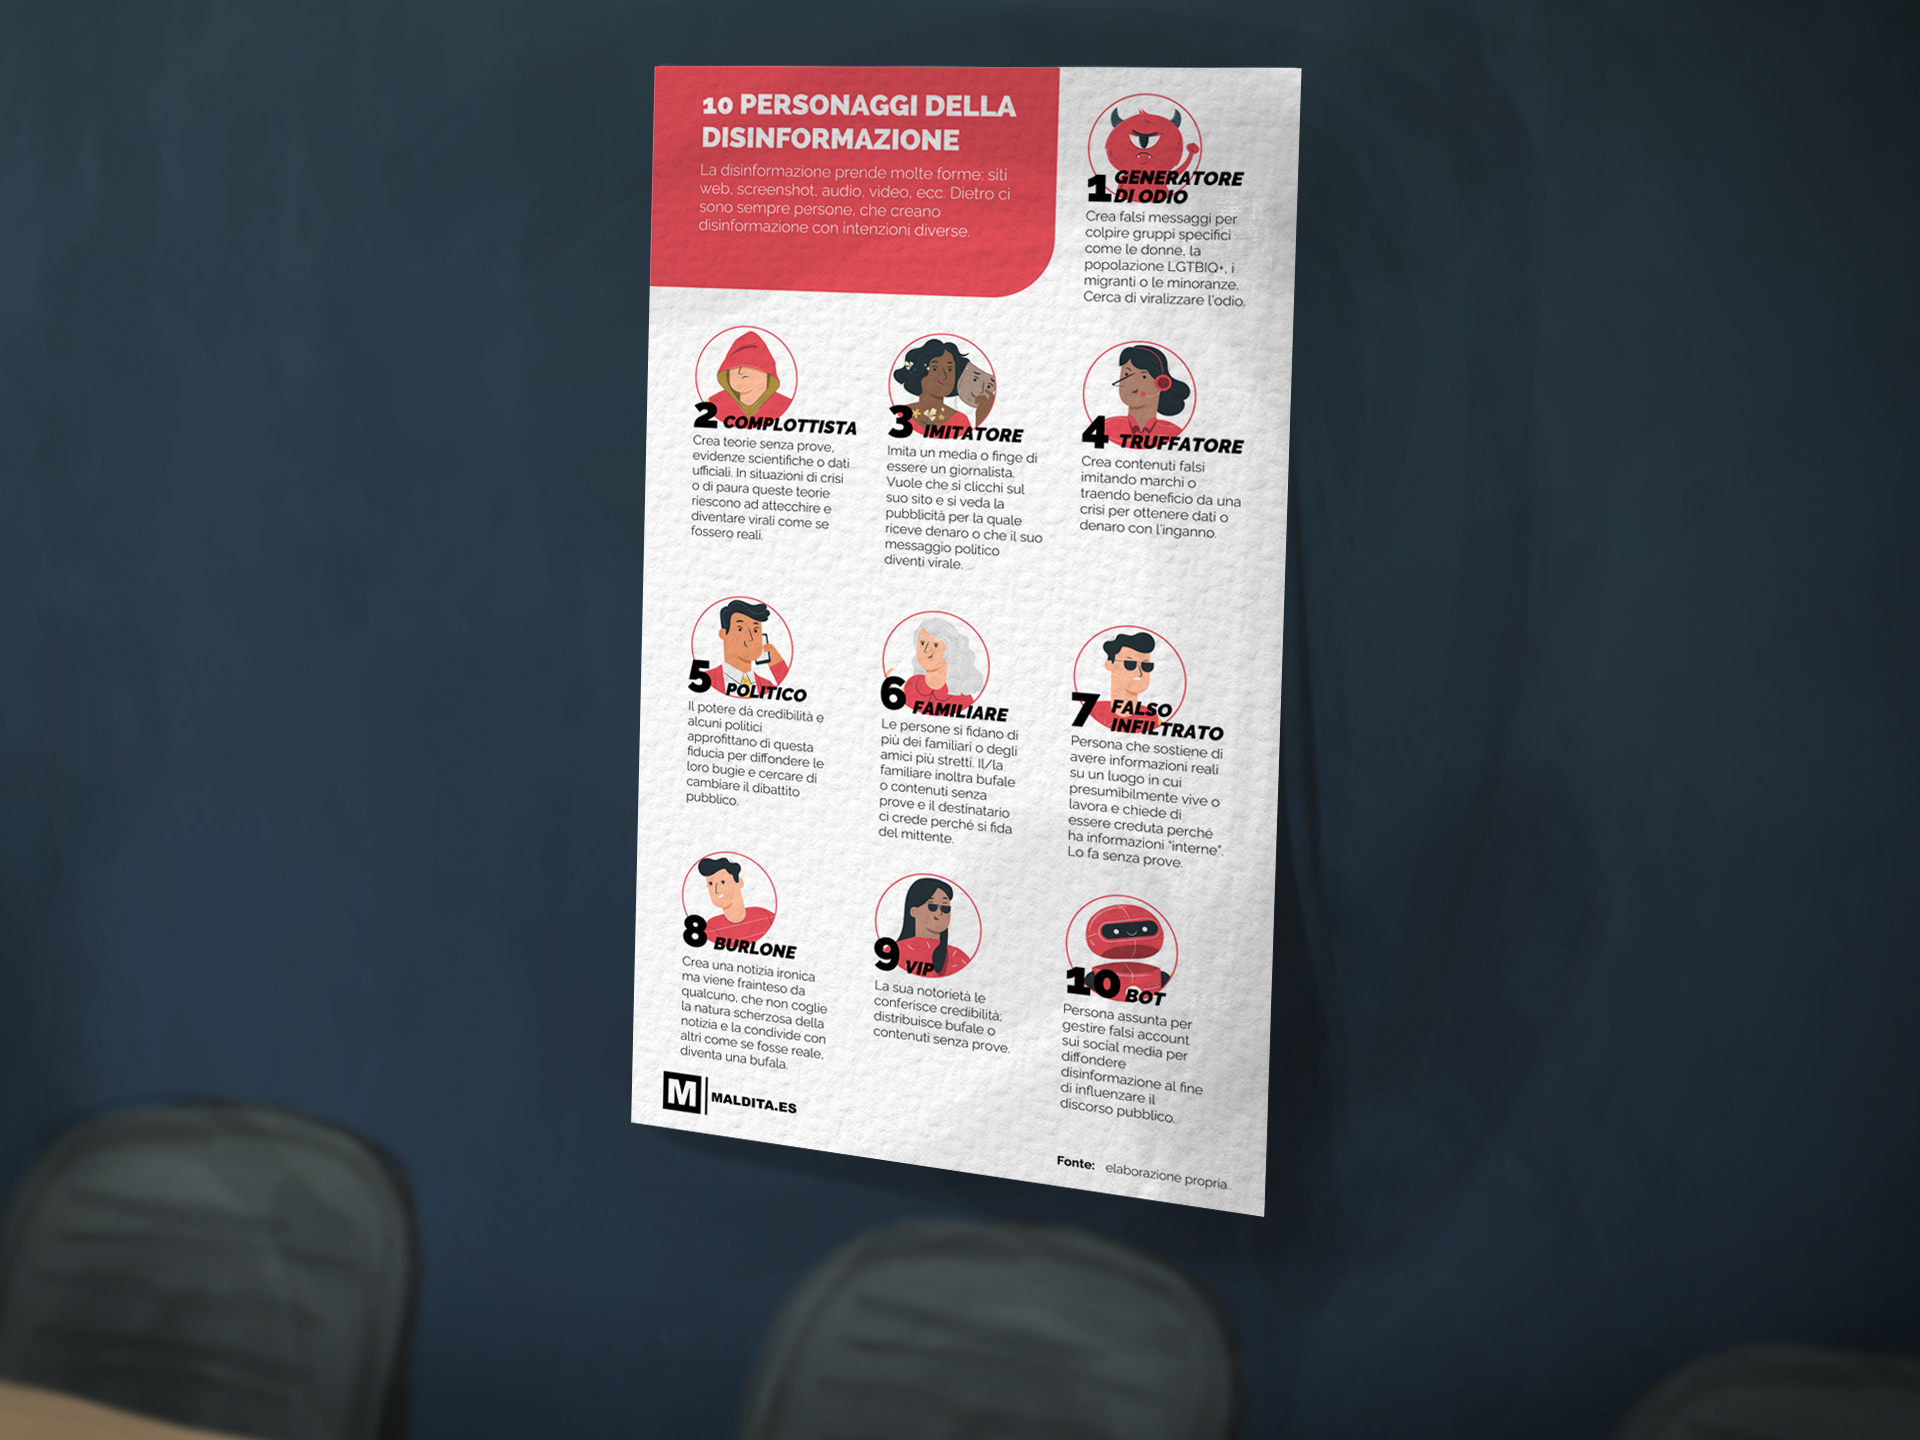 10 PERSONAGGI DELLA
DISINFORMAZIONE
La disinformazione prende molte forme: siti
web, screenshot, audio, video, ecc. Dietro ci
sono sempre persone, che creano
disinformazione con intenzioni diverse.
1 GENERATORE
DI ODIO
Crea falsi messaggi per
colpire gruppi specifici
come le donne, la
popolazione LGTBIQ+, i
migranti o le minoranze.
Cerca di viralizzare l'odio.
2 COMPLOTTISTA
Crea teorie senza prove,
evidenze scientifiche o dati
ufficiali. In situazioni di crisi
o di paura queste teorie
riescono ad attecchire e
diventare virali come se
fossero reali.
3 IMITATORE
Imita un media o finge di
essere un giornalista.
Vuole che si clicchi sul
suo sito e si veda la
pubblicità per la quale
riceve denaro o che il suo
messaggio politico
diventi virale.
4 TRUFFATORE
Crea contenuti falsi
imitando marchi o
traendo beneficio da una
crisi per ottenere dati o
denaro con l'inganno.
5 POLITICO
Il potere dà credibilità e
alcuni politici
approfittano di questa
fiducia per diffondere le
loro bugie e cercare di
cambiare il dibattito
pubblico.
6 FAMILIARE
Le persone si fidano di
più dei familiari o degli
amici più stretti. Il/la
familiare inoltra bufale
o contenuti senza
prove e il destinatario
ci crede perché si fida
del mittente.
7 FALSO
INFILTRATO
Persona che sostiene di
avere informazioni reali
su un luogo in cui
presumibilmente vive o
lavora e chiede di
essere creduta perché
ha informazioni "interne".
Lo fa senza prove.
8 BURLONE
Crea una notizia ironica
ma viene frainteso da
qualcuno, che non coglie
la natura scherzosa della
notizia e la condivide con
altri come se fosse reale,
diventa una bufala.
9 VIP
La sua notorietà le
conferisce credibilità;
distribuisce bufale o
contenuti senza prove.
10 BOT
Persona assunta per
gestire falsi account
sui social media per
diffondere
disinformazione al fine
di influenzare il
discorso pubblico.
M MALDITA.ES
Fonte: elaborazione propria..